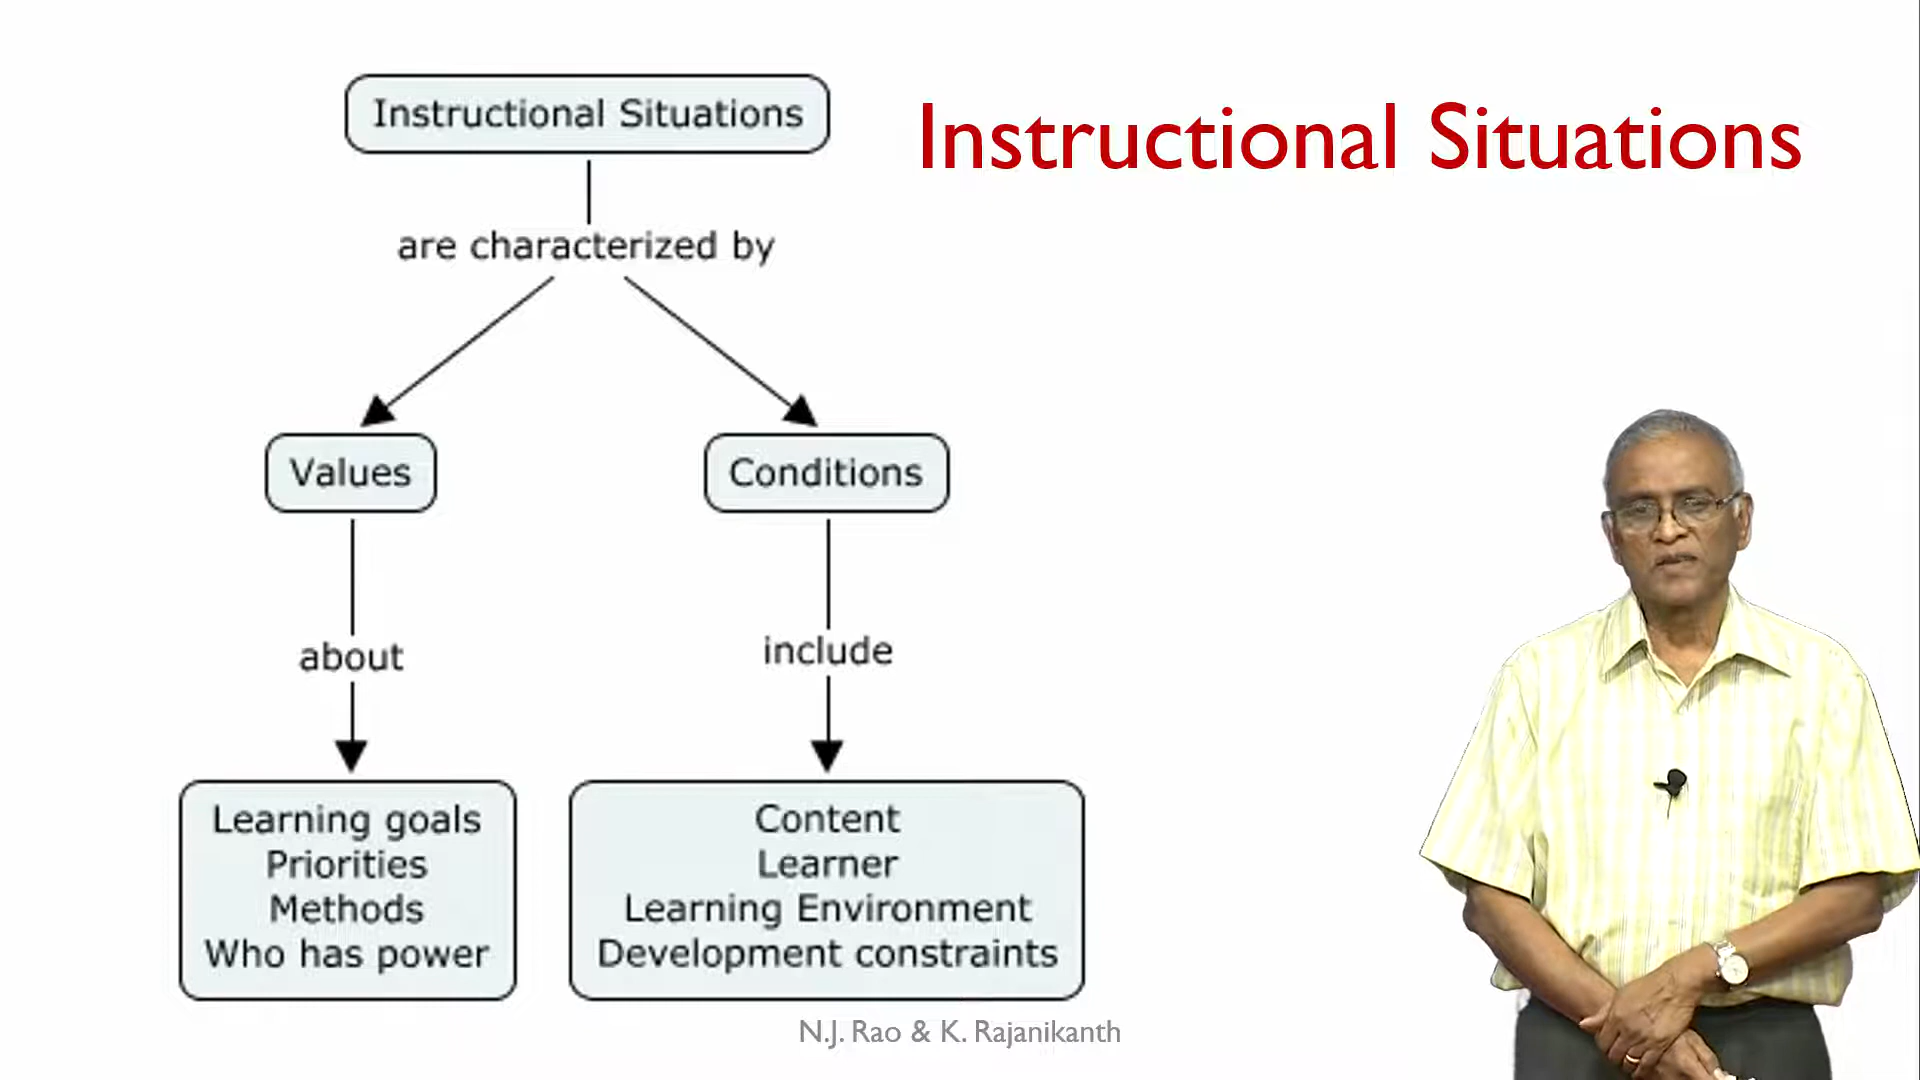 Instructional Situations
Instructional Situations
are characterized by
Values
Conditions
about
include
Learning goals
Priorities
Methods
Who has power
Content
Learner
Learning Environment
Development constraints
N.J. Rao & K. Rajanikanth